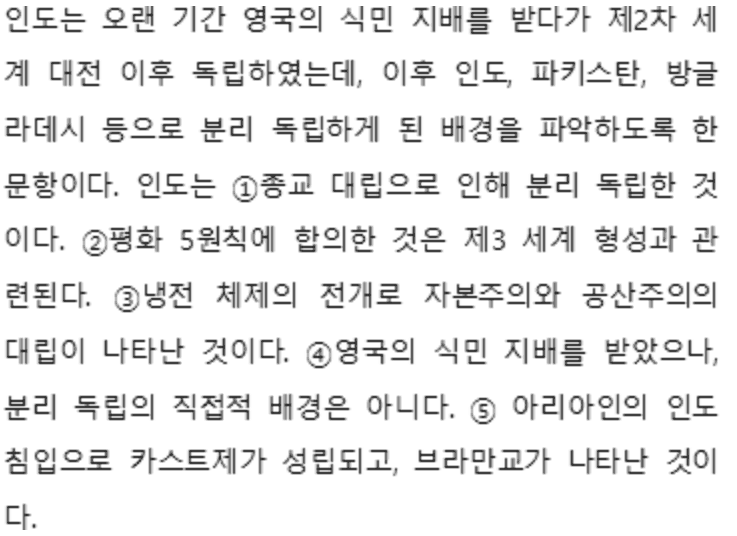 인도는 오랜 기간 영국의 식민 지배를 받다가 제2차 세
계 대전 이후 독립하였는데, 이후 인도, 파키스탄, 방글
라데시 등으로 분리 독립하게 된 배경을 파악하도록 한
문항이다. 인도는 ①종교 대립으로 인해 분리 독립한 것
이다. ②평화 5원칙에 합의한 것은 제3 세계 형성과 관
련된다. ③냉전 체제의 전개로 자본주의와 공산주의의
대립이 나타난 것이다. ④영국의 식민 지배를 받았으나,
분리 독립의 직접적 배경은 아니다. ⑤ 아리아인의 인도
침입으로 카스트제가 성립되고, 브라만교가 나타난 것이
다.